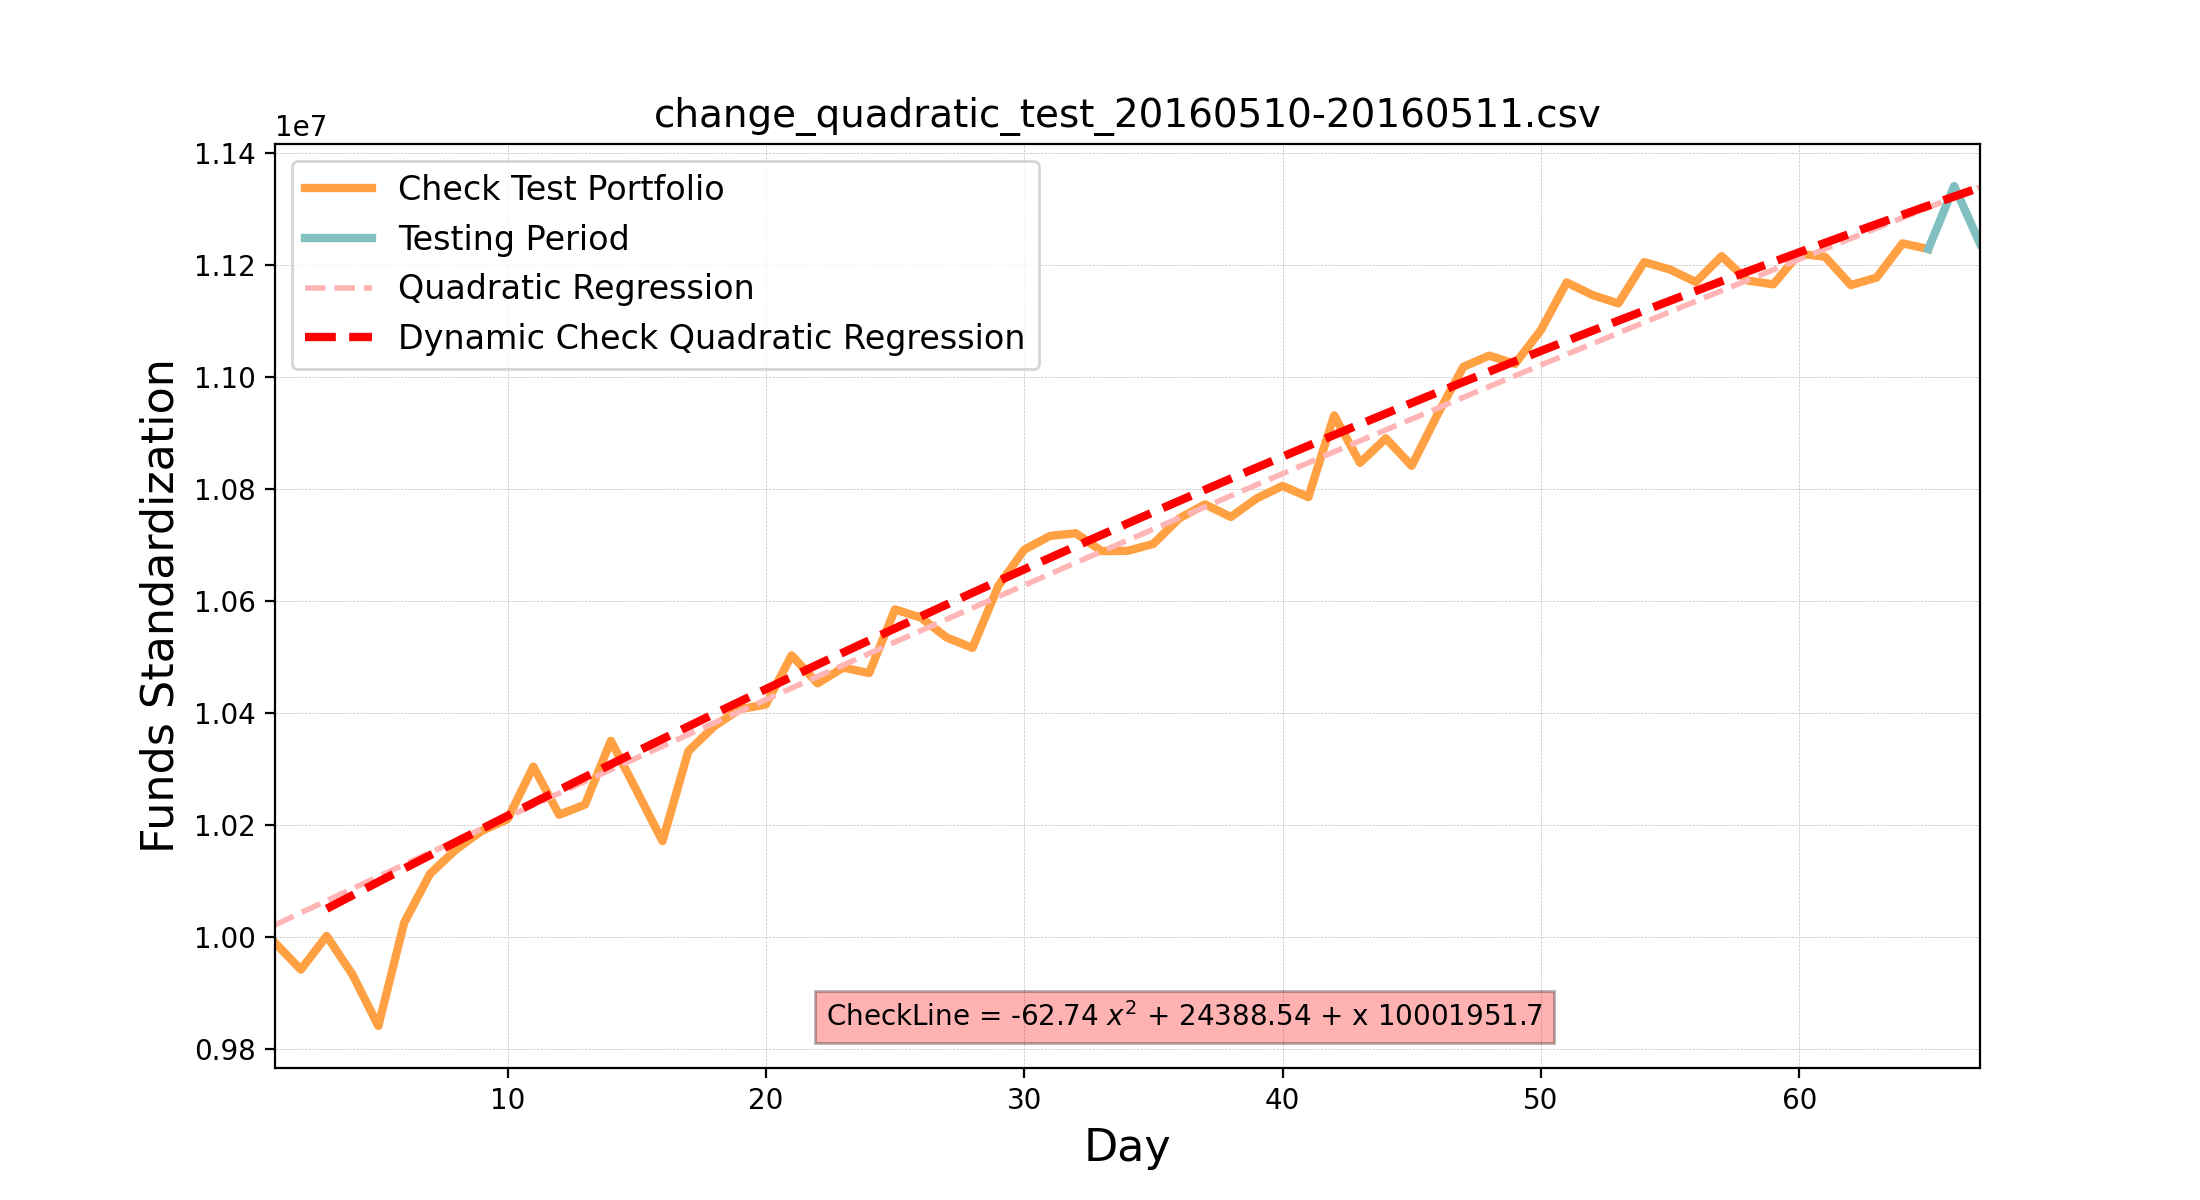 change_quadratic_test_20160510-20160511.csv
1e7
1.14
1.12
1.10
1.08
1.06
1.04
1.02
1.00
0.98
Funds Standardization
Check Test Portfolio
Testing Period
Quadratic Regression
Dynamic Check Quadratic Regression
CheckLine = -62.74 x² + 24388.54 + x 10001951.7
10 20 30 40 50 60
Day